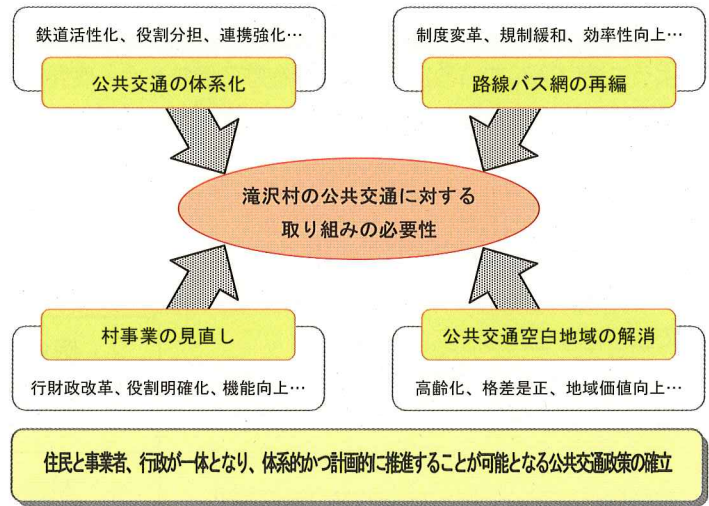 鉄道活性化、役割分担、連携強化…
公共交通の体系化
制度変革、規制緩和、効率性向上…
路線バス網の再編
滝沢村の公共交通に対する
取り組みの必要性
村事業の見直し
行財政改革、役割明確化、機能向上…
公共交通空白地域の解消
高齢化、格差是正、地域価値向上…
住民と事業者、行政が一体となり、体系的かつ計画的に推進することが可能となる公共交通政策の確立